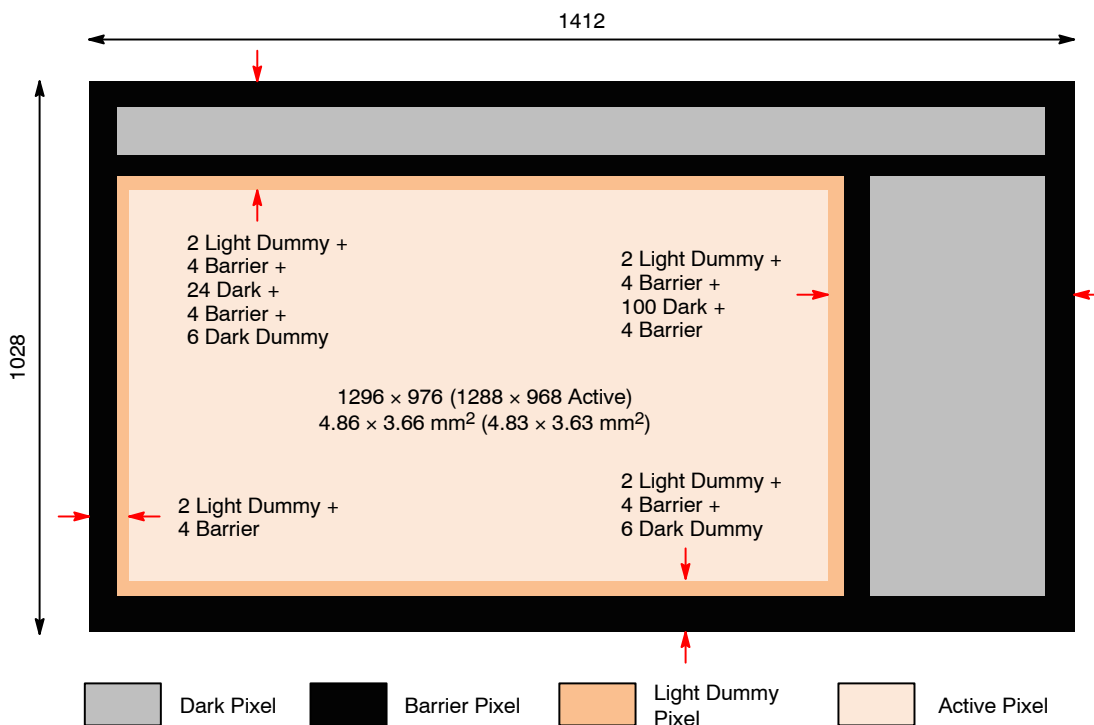 1412
1028
2 Light Dummy +
4 Barrier +
24 Dark +
4 Barrier +
6 Dark Dummy
2 Light Dummy +
4 Barrier +
100 Dark +
4 Barrier
1296 × 976 (1288 × 968 Active)
4.86 × 3.66 mm² (4.83 × 3.63 mm²)
2 Light Dummy +
4 Barrier
2 Light Dummy +
4 Barrier +
6 Dark Dummy
Dark Pixel
Barrier Pixel
Light Dummy
Pixel
Active Pixel